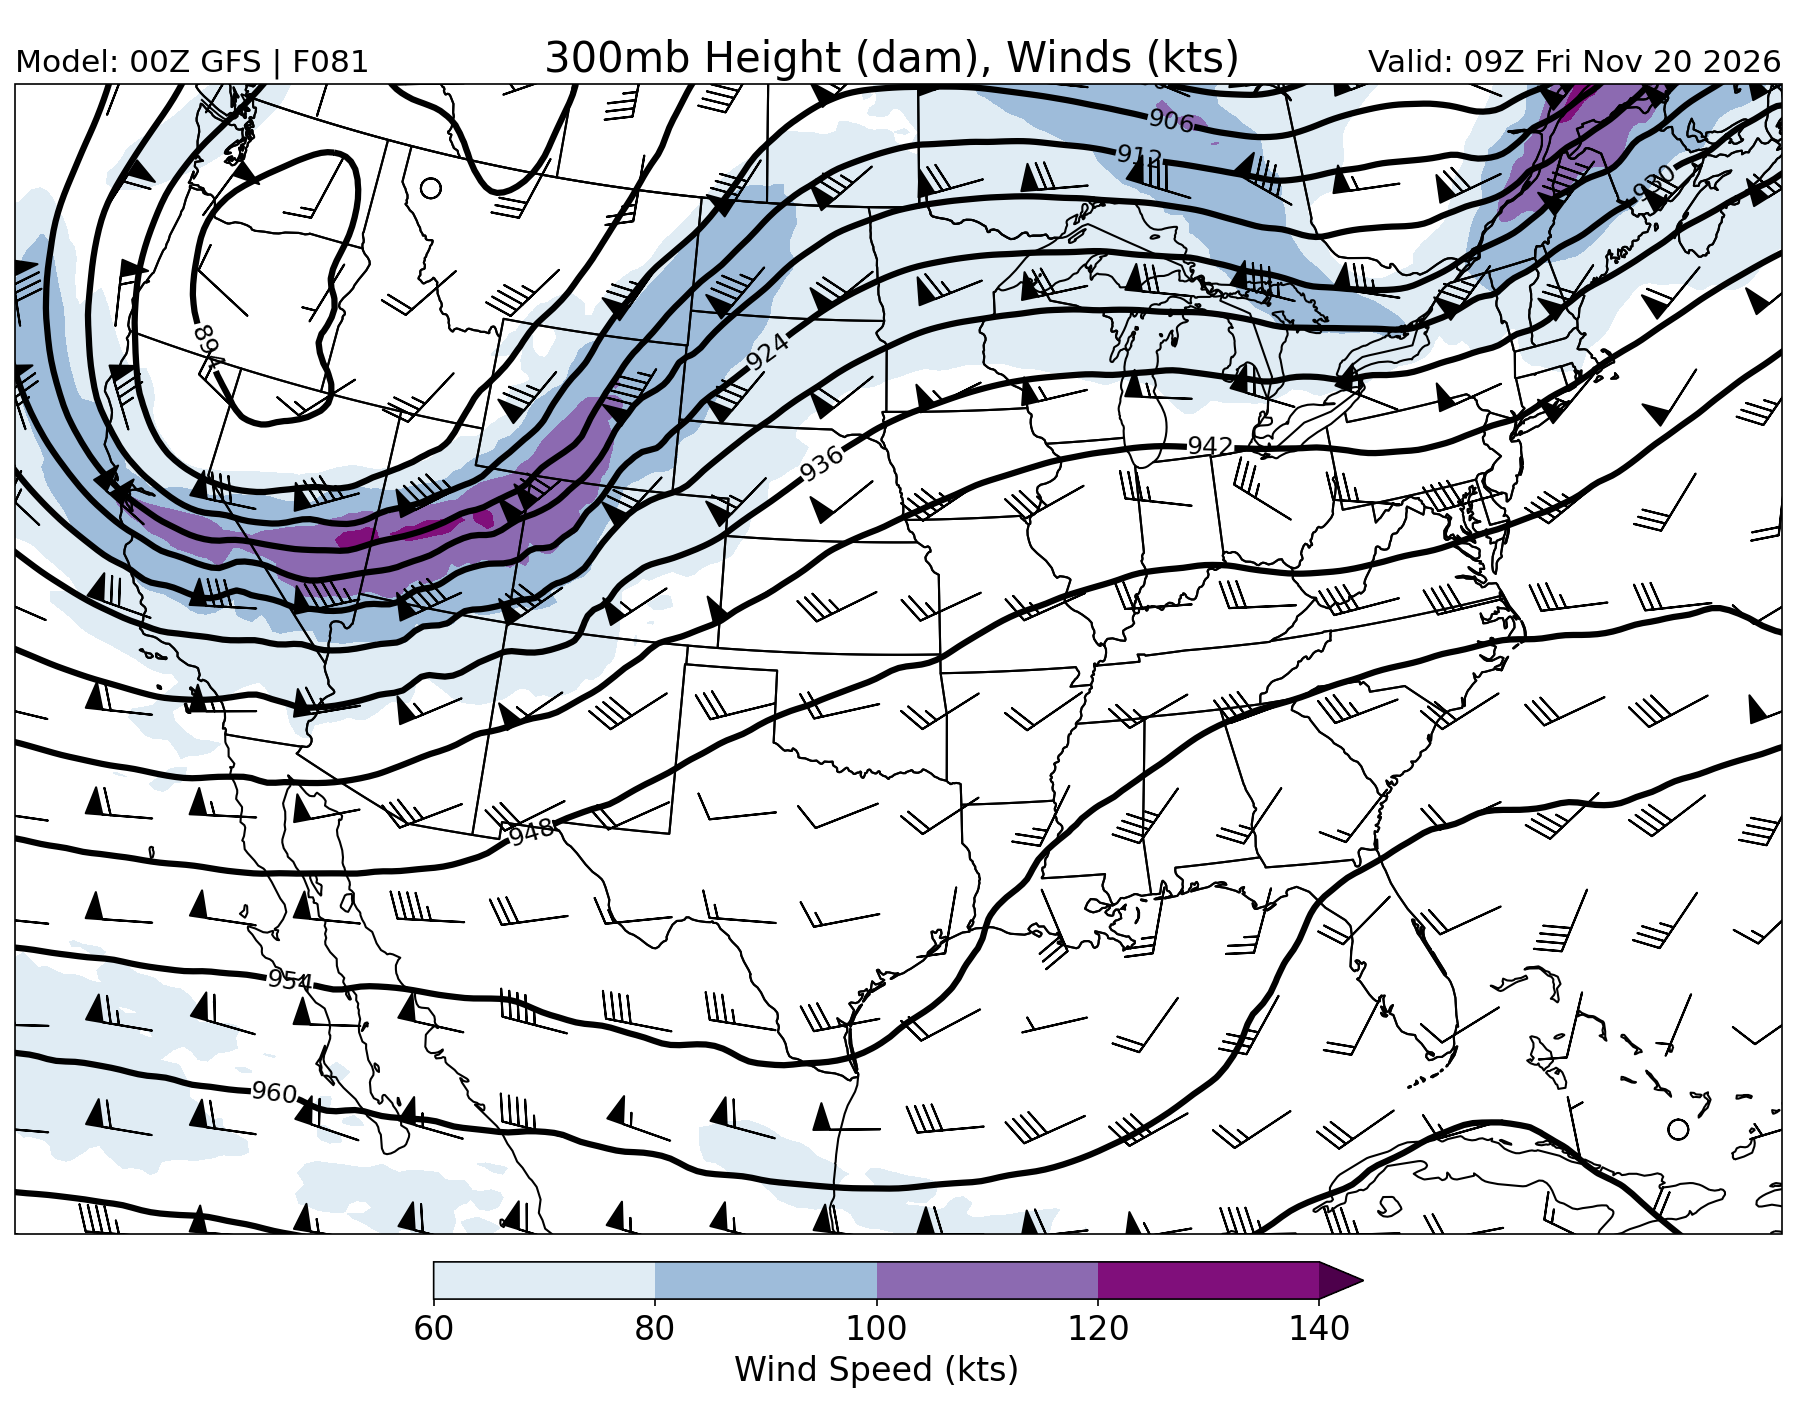 Model: 00Z GFS | F081
300mb Height (dam), Winds (kts)
Valid: 09Z Fri Nov 20 2026
906
912
930
894
924
936
942
948
954
960
60 80 100 120 140
Wind Speed (kts)